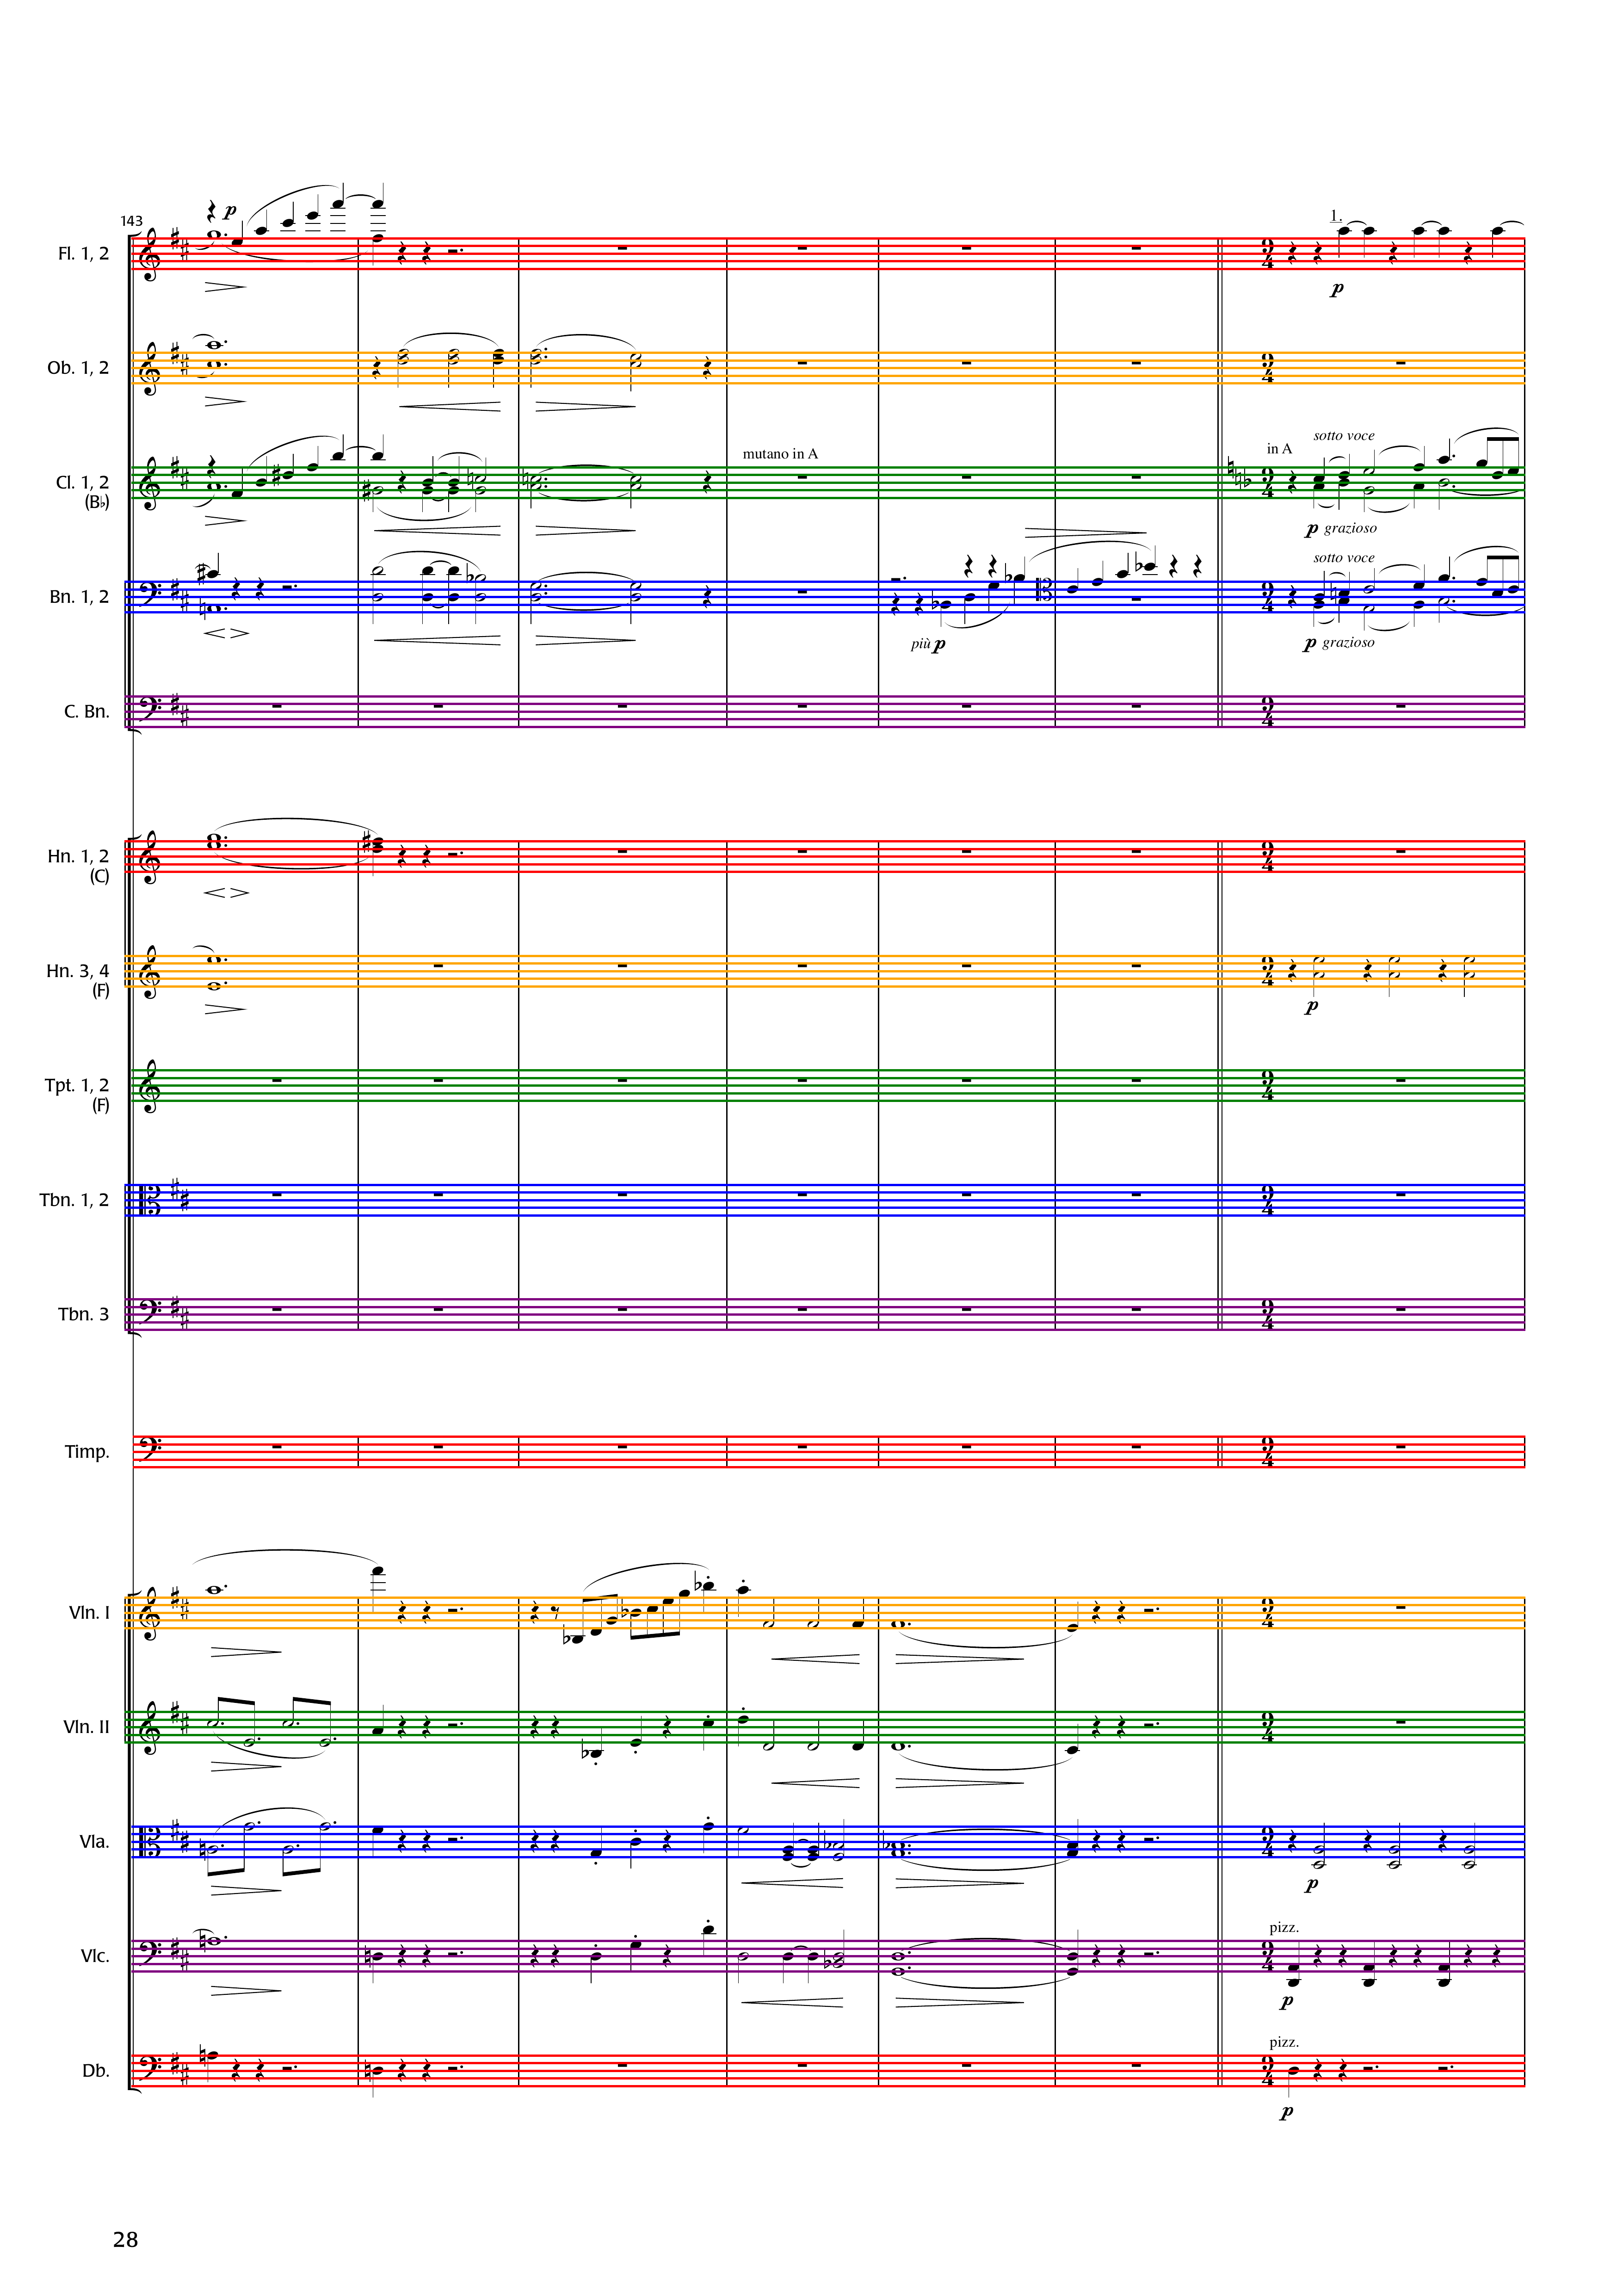 143
p
Fl. 1, 2
1.
p
Ob. 1, 2
Cl. 1, 2
(B♭)
mutano in A
in A
sotto voce
p grazioso
Bn. 1, 2
più p
sotto voce
p grazioso
C. Bn.
Hn. 1, 2
(C)
Hn. 3, 4
(F)
p
Tpt. 1, 2
(F)
Tbn. 1, 2
Tbn. 3
Timp.
Vln. I
Vln. II
Vla.
p
Vlc.
pizz.
p
Db.
pizz.
p
9
4
28